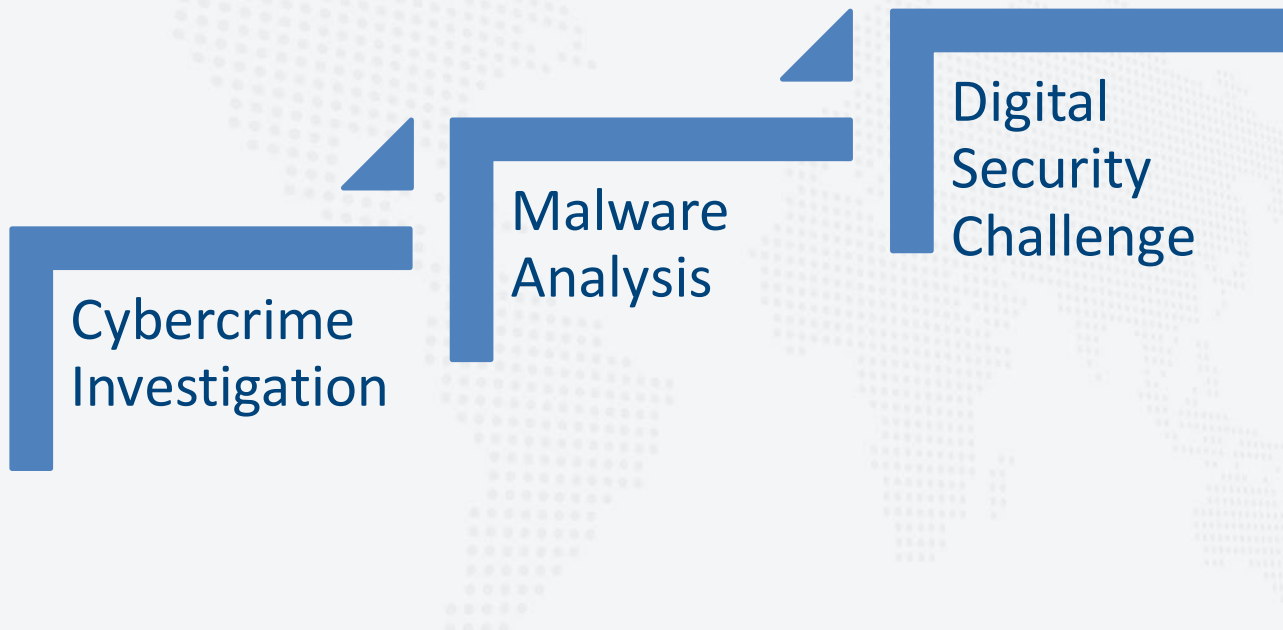 Cybercrime
Investigation
Malware
Analysis
Digital
Security
Challenge